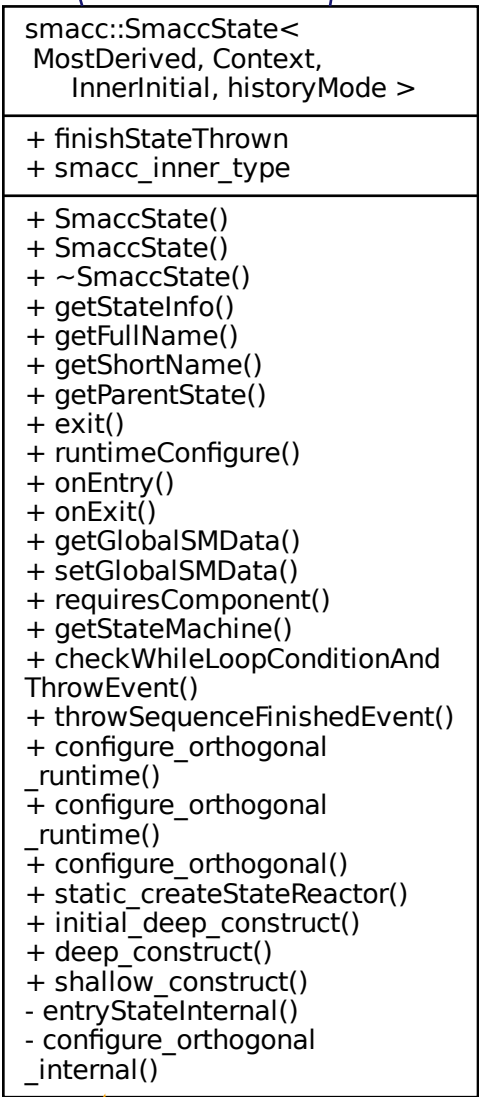 smacc::SmaccState<
MostDerived, Context,
InnerInitial, historyMode >
+ finishStateThrown
+ smacc_inner_type
+ SmaccState()
+ SmaccState()
+ ~SmaccState()
+ getStateInfo()
+ getFullName()
+ getShortName()
+ getParentState()
+ exit()
+ runtimeConfigure()
+ onEntry()
+ onExit()
+ getGlobalSMData()
+ setGlobalSMData()
+ requiresComponent()
+ getStateMachine()
+ checkWhileLoopConditionAnd
ThrowEvent()
+ throwSequenceFinishedEvent()
+ configure_orthogonal
_runtime()
+ configure_orthogonal
_runtime()
+ configure_orthogonal()
+ static_createStateReactor()
+ initial_deep_construct()
+ deep_construct()
+ shallow_construct()
- entryStateInternal()
- configure_orthogonal
_internal()